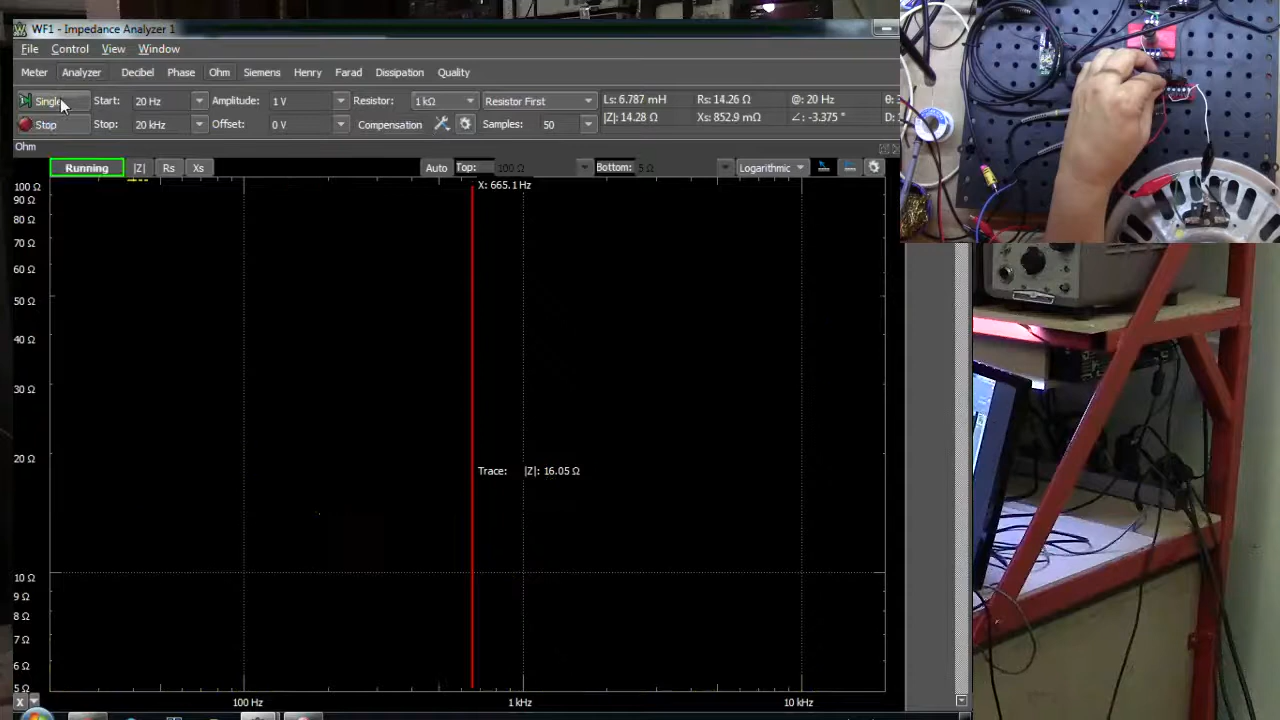 WF1 - Impedance Analyzer 1
File Control View Window
Meter Analyzer Decibel Phase Ohm Siemens Henry Farad Dissipation Quality
Single Start: 20 Hz Amplitude: 1 V Resistor: 1 kΩ Resistor First Ls: 6.787 mH Rs: 14.26 Ω @: 20 Hz θ:
Stop Stop: 20 kHz Offset: 0 V Compensation Samples: 50 |Z|: 14.28 Ω Xs: 852.9 mΩ ∠: -3.375 ° D:
Ohm
Running |Z| Rs Xs Auto Top: 100 Ω Bottom: 5 Ω Logarithmic
100 Ω X: 665.1 Hz
90 Ω
80 Ω
70 Ω
60 Ω
50 Ω
40 Ω
30 Ω
20 Ω
Trace: |Z|: 16.05 Ω
10 Ω
9 Ω
8 Ω
7 Ω
6 Ω
5 Ω
X 100 Hz 1 kHz 10 kHz